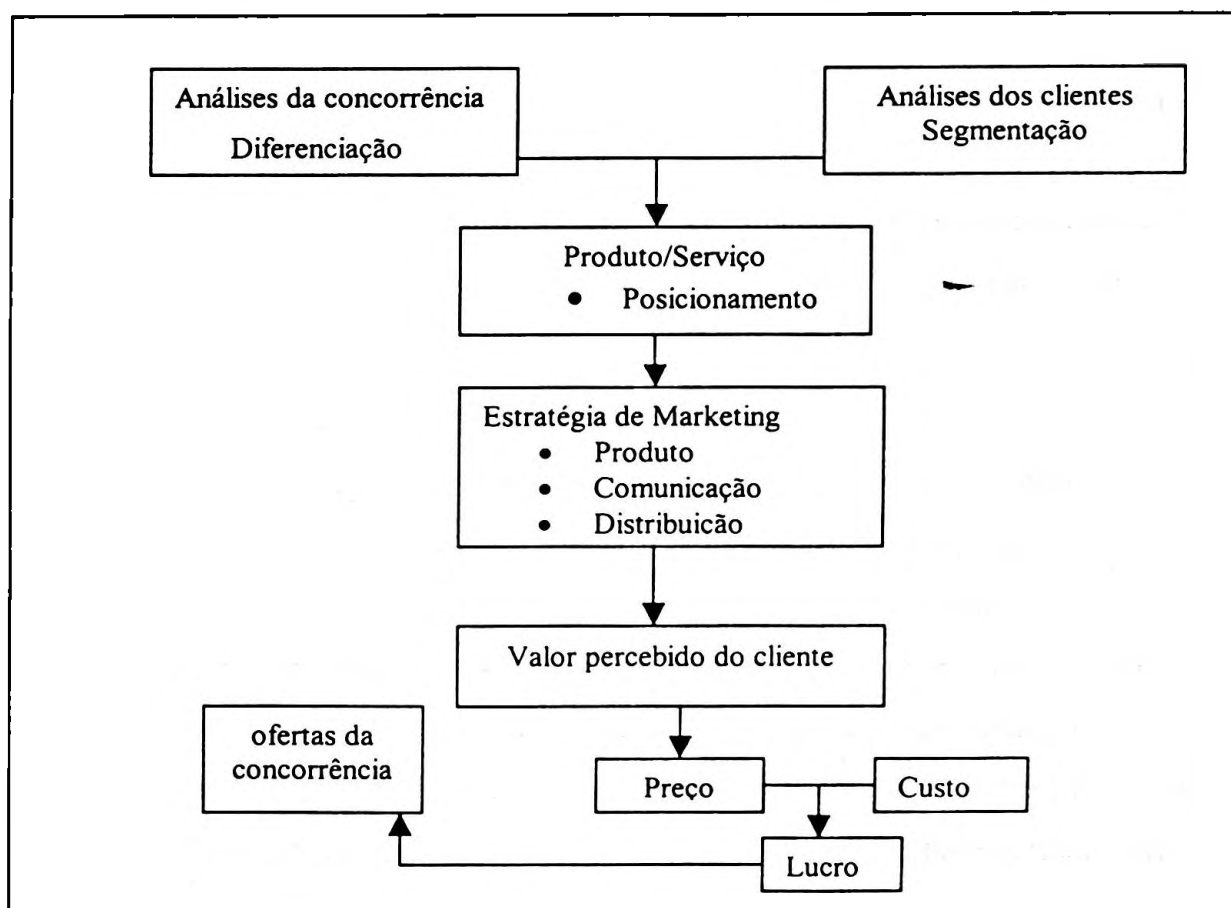 Análises da concorrência
Diferenciação
Análises dos clientes
Segmentação
Produto/Serviço
• Posicionamento
Estratégia de Marketing
• Produto
• Comunicação
• Distribuicão
Valor percebido do cliente
ofertas da
concorrência
Preço
Custo
Lucro